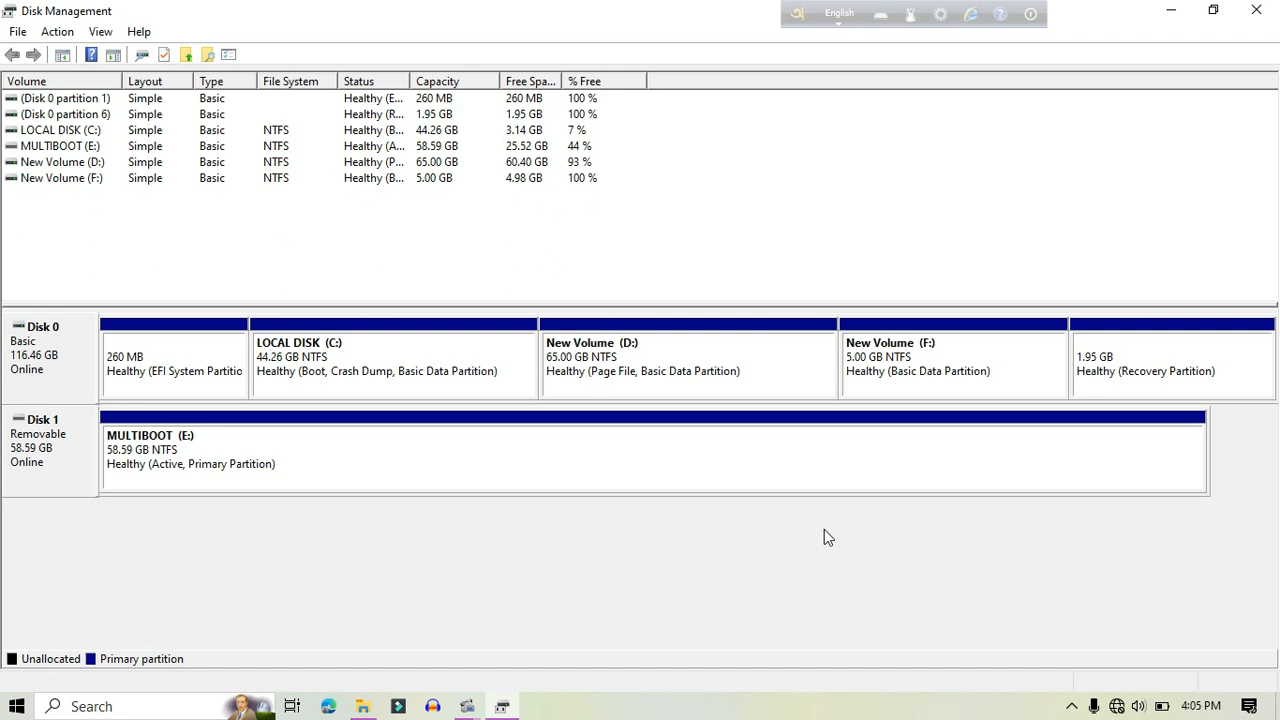 Disk Management
অ English
File Action View Help
Volume Layout Type File System Status Capacity Free Spa... % Free
(Disk 0 partition 1) Simple Basic Healthy (E... 260 MB 260 MB 100 %
(Disk 0 partition 6) Simple Basic Healthy (R... 1.95 GB 1.95 GB 100 %
LOCAL DISK (C:) Simple Basic NTFS Healthy (B... 44.26 GB 3.14 GB 7 %
MULTIBOOT (E:) Simple Basic NTFS Healthy (A... 58.59 GB 25.52 GB 44 %
New Volume (D:) Simple Basic NTFS Healthy (P... 65.00 GB 60.40 GB 93 %
New Volume (F:) Simple Basic NTFS Healthy (B... 5.00 GB 4.98 GB 100 %
Disk 0
Basic
116.46 GB
Online
260 MB
Healthy (EFI System Partitio
LOCAL DISK (C:)
44.26 GB NTFS
Healthy (Boot, Crash Dump, Basic Data Partition)
New Volume (D:)
65.00 GB NTFS
Healthy (Page File, Basic Data Partition)
New Volume (F:)
5.00 GB NTFS
Healthy (Basic Data Partition)
1.95 GB
Healthy (Recovery Partition)
Disk 1
Removable
58.59 GB
Online
MULTIBOOT (E:)
58.59 GB NTFS
Healthy (Active, Primary Partition)
Unallocated Primary partition
Search
4:05 PM